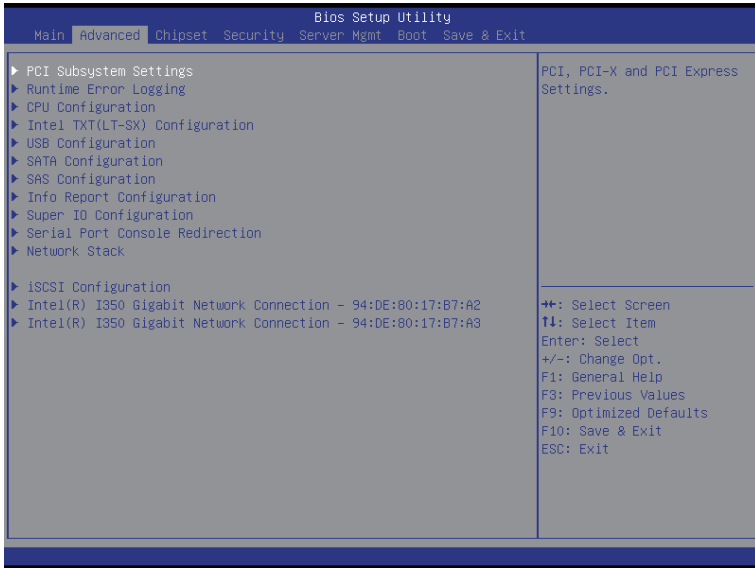 Bios Setup Utility
Main Advanced Chipset Security Server Mgmt Boot Save & Exit
▶ PCI Subsystem Settings
▶ Runtime Error Logging
▶ CPU Configuration
▶ Intel TXT(LT-SX) Configuration
▶ USB Configuration
▶ SATA Configuration
▶ SAS Configuration
▶ Info Report Configuration
▶ Super IO Configuration
▶ Serial Port Console Redirection
▶ Network Stack
▶ iSCSI Configuration
▶ Intel(R) I350 Gigabit Network Connection - 94:DE:80:17:B7:A2
▶ Intel(R) I350 Gigabit Network Connection - 94:DE:80:17:B7:A3
PCI, PCI-X and PCI Express
Settings.
→←: Select Screen
↑↓: Select Item
Enter: Select
+/-: Change Opt.
F1: General Help
F3: Previous Values
F9: Optimized Defaults
F10: Save & Exit
ESC: Exit